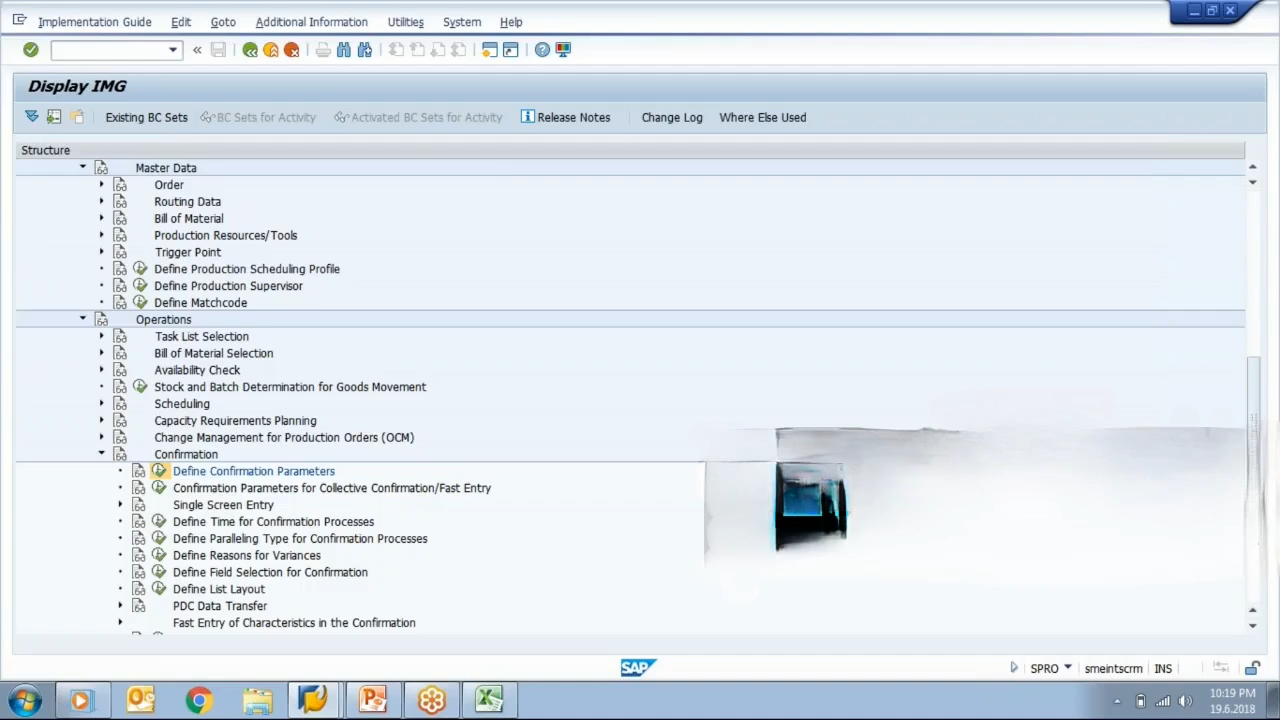 Implementation Guide Edit Goto Additional Information Utilities System Help
Display IMG
Existing BC Sets BC Sets for Activity Activated BC Sets for Activity Release Notes Change Log Where Else Used
Structure
Master Data
Order
Routing Data
Bill of Material
Production Resources/Tools
Trigger Point
Define Production Scheduling Profile
Define Production Supervisor
Define Matchcode
Operations
Task List Selection
Bill of Material Selection
Availability Check
Stock and Batch Determination for Goods Movement
Scheduling
Capacity Requirements Planning
Change Management for Production Orders (OCM)
Confirmation
Define Confirmation Parameters
Confirmation Parameters for Collective Confirmation/Fast Entry
Single Screen Entry
Define Time for Confirmation Processes
Define Paralleling Type for Confirmation Processes
Define Reasons for Variances
Define Field Selection for Confirmation
Define List Layout
PDC Data Transfer
Fast Entry of Characteristics in the Confirmation
SAP SPRO smeintscrm INS
10:19 PM
19.6.2018